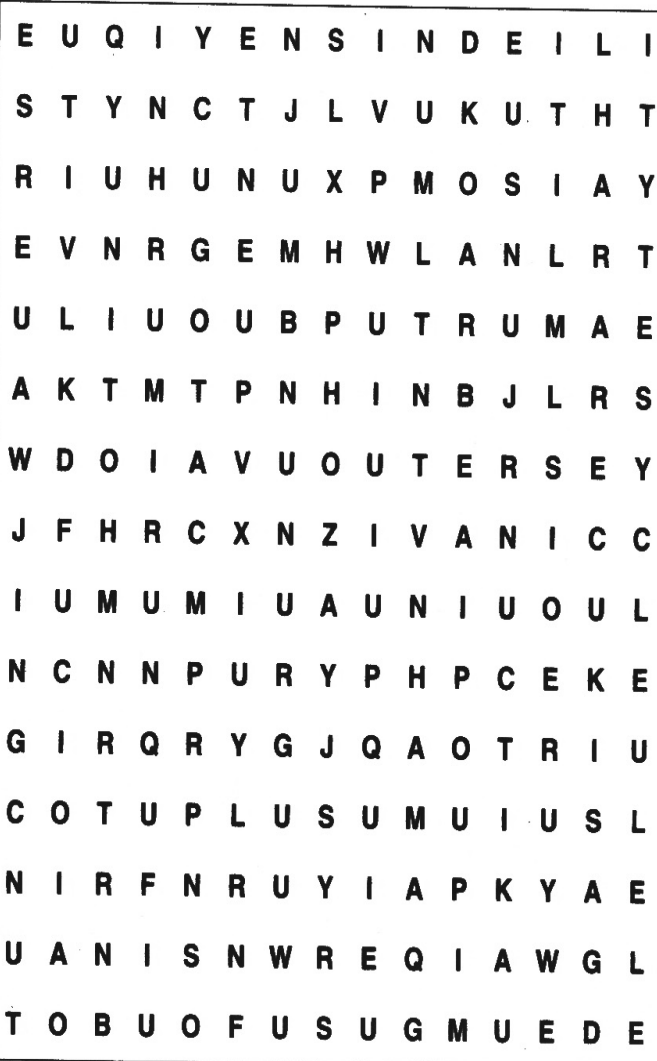 E U Q I Y E N S I N D E I L I
S T Y N C T J L V U K U T H T
R I U H U N U X P M O S I A Y
E V N R G E M H W L A N L R T
U L I U O U B P U T R U M A E
A K T M T P N H I N B J L R S
W D O I A V U O U T E R S E Y
J F H R C X N Z I V A N I C C
I U M U M I U A U N I U O U L
N C N N P U R Y P H P C E K E
G I R Q R Y G J Q A O T R I U
C O T U P L U S U M U I U S L
N I R F N R U Y I A P K Y A E
U A N I S N W R E Q I A W G L
T O B U O F U S U G M U E D E